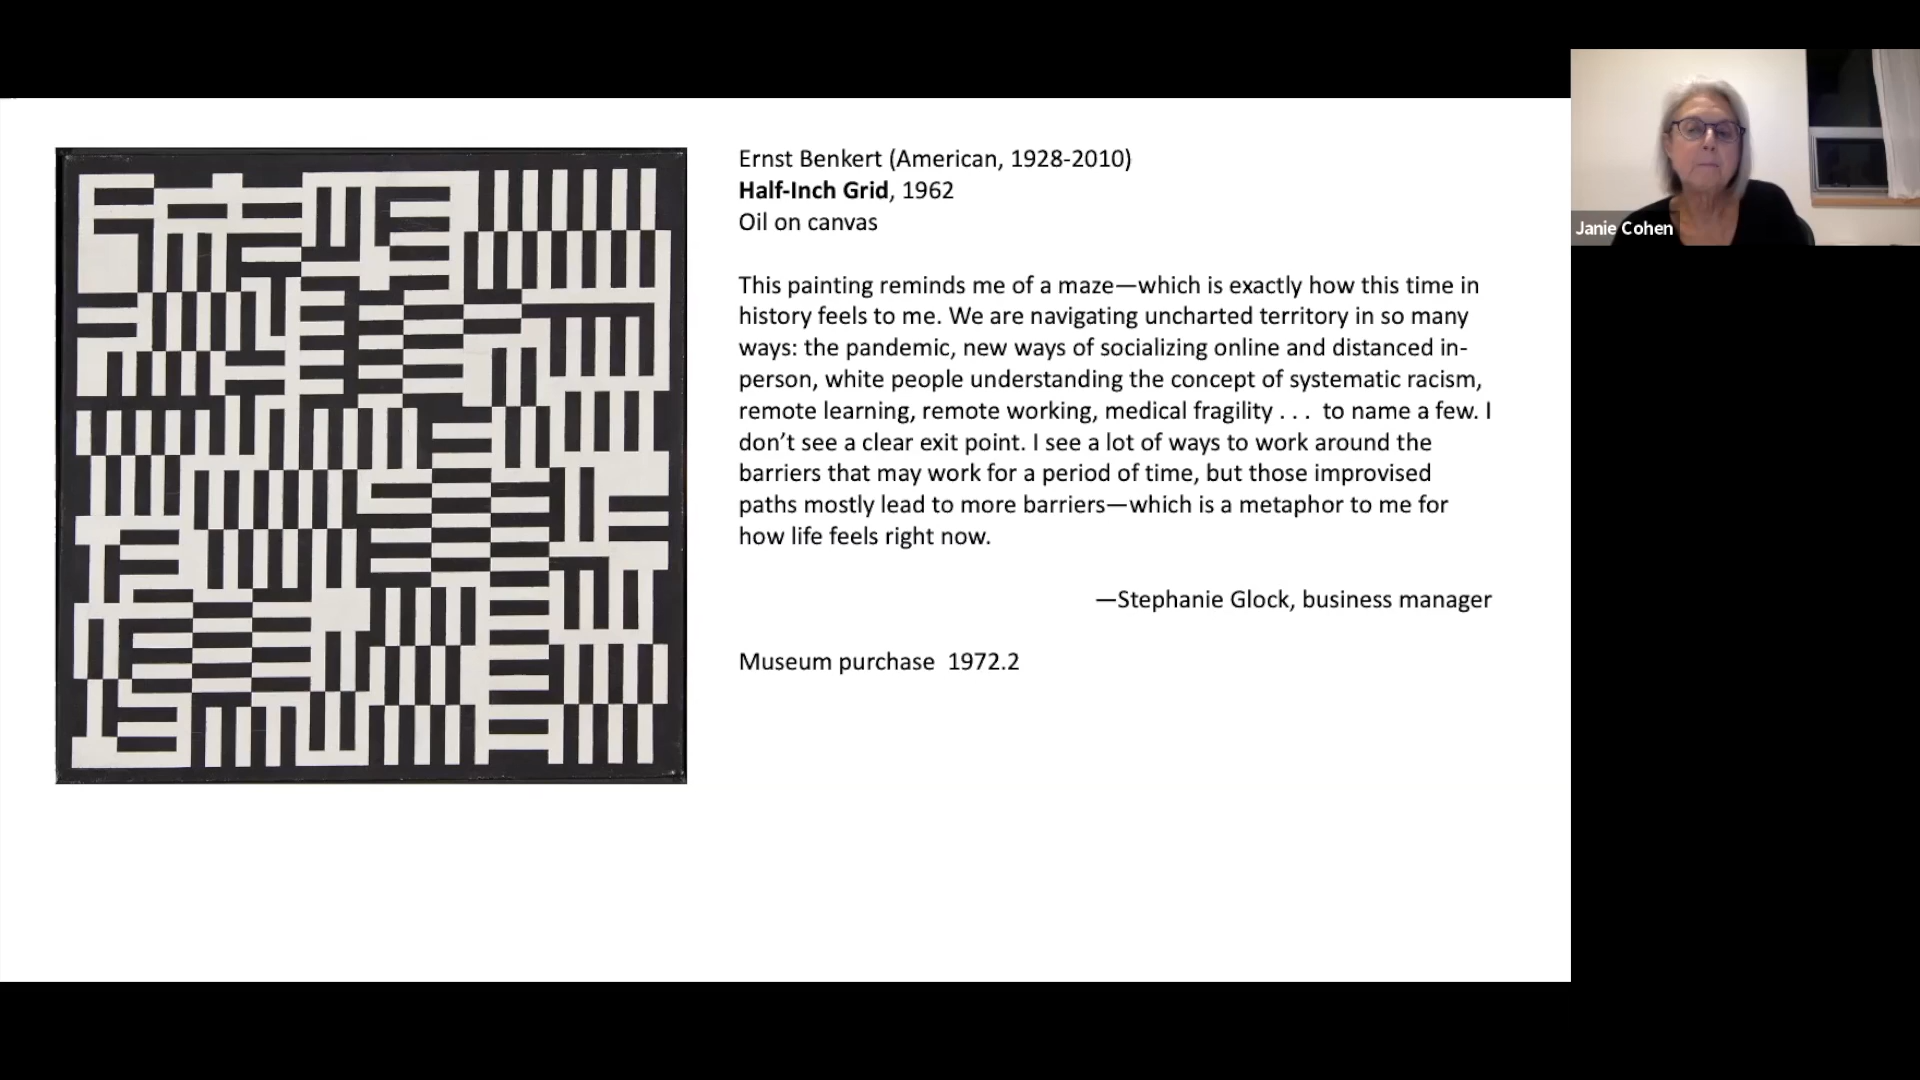 Ernst Benkert (American, 1928-2010)
Half-Inch Grid, 1962
Oil on canvas
This painting reminds me of a maze—which is exactly how this time in
history feels to me. We are navigating uncharted territory in so many
ways: the pandemic, new ways of socializing online and distanced in-
person, white people understanding the concept of systematic racism,
remote learning, remote working, medical fragility . . .  to name a few. I
don’t see a clear exit point. I see a lot of ways to work around the
barriers that may work for a period of time, but those improvised
paths mostly lead to more barriers—which is a metaphor to me for
how life feels right now.
—Stephanie Glock, business manager
Museum purchase  1972.2
Janie Cohen